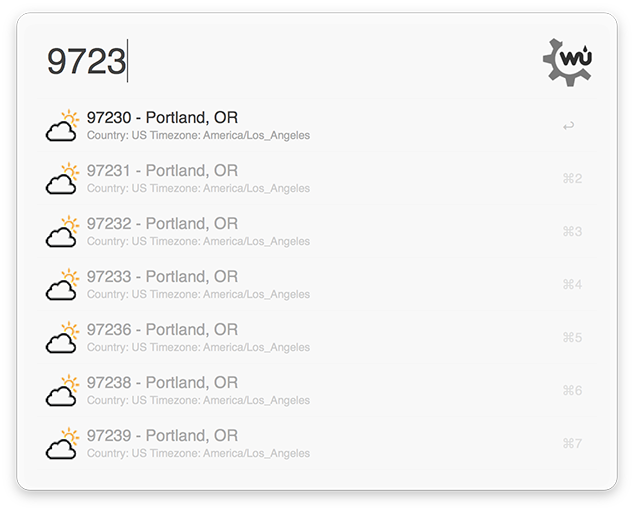 9723
wu
97230 - Portland, OR
Country: US Timezone: America/Los_Angeles
↩
97231 - Portland, OR
Country: US Timezone: America/Los_Angeles
⌘2
97232 - Portland, OR
Country: US Timezone: America/Los_Angeles
⌘3
97233 - Portland, OR
Country: US Timezone: America/Los_Angeles
⌘4
97236 - Portland, OR
Country: US Timezone: America/Los_Angeles
⌘5
97238 - Portland, OR
Country: US Timezone: America/Los_Angeles
⌘6
97239 - Portland, OR
Country: US Timezone: America/Los_Angeles
⌘7